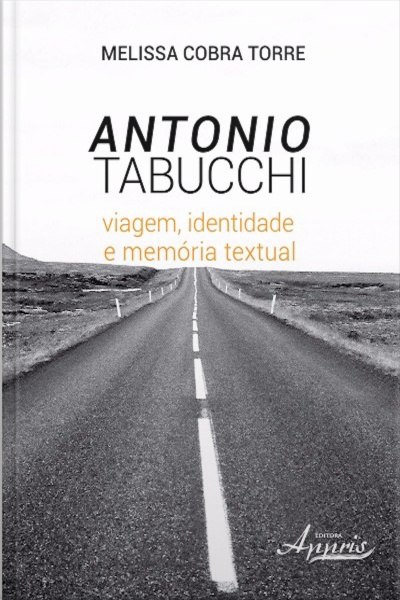 MELISSA COBRA TORRE
ANTONIO
TABUCCHI
viagem, identidade
e memória textual
EDITORA
Appris